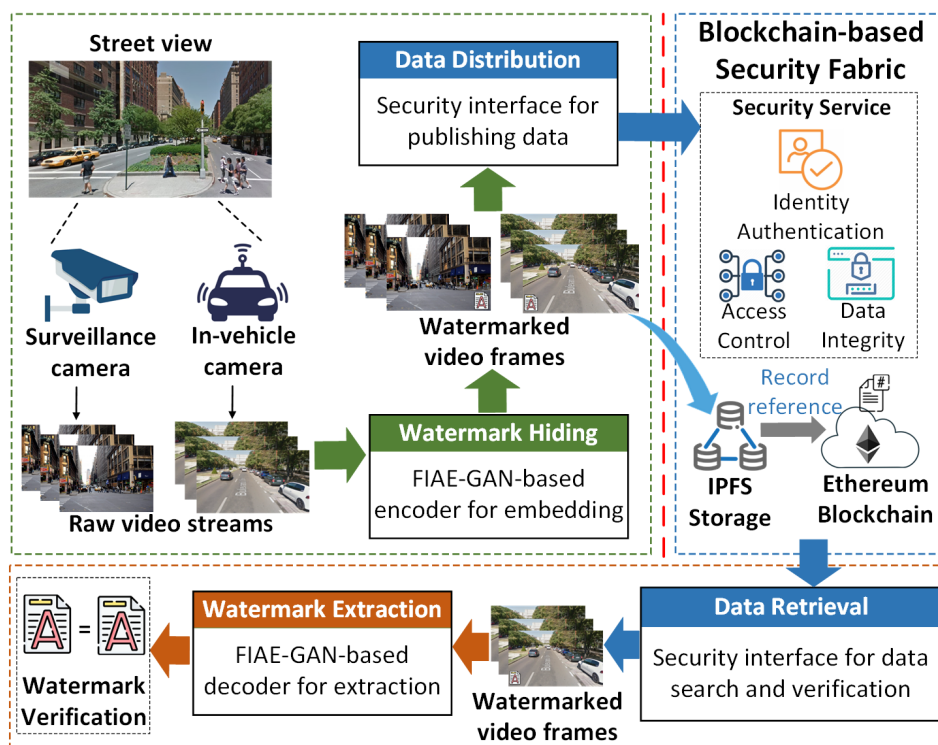 Street view
Surveillance
camera
In-vehicle
camera
Raw video streams
Data Distribution
Security interface for
publishing data
Watermarked
video frames
Watermark Hiding
FIAE-GAN-based
encoder for embedding
Blockchain-based
Security Fabric
Security Service
Identity
Authentication
Access
Control
Data
Integrity
Record
reference
#
IPFS
Storage
Ethereum
Blockchain
Data Retrieval
Security interface for data
search and verification
Watermarked
video frames
Watermark Extraction
FIAE-GAN-based
decoder for extraction
A = A
Watermark
Verification